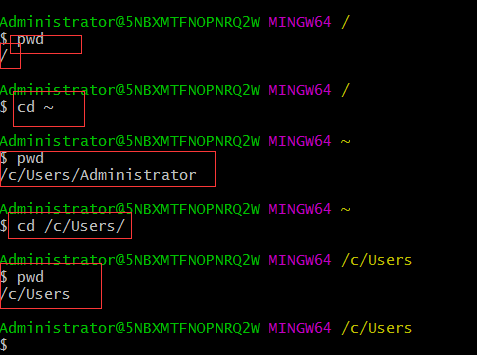 Administrator@5NBXMTFNOPNRQ2W MINGW64 /
$ pwd
/
Administrator@5NBXMTFNOPNRQ2W MINGW64 /
$ cd ~
Administrator@5NBXMTFNOPNRQ2W MINGW64 ~
$ pwd
/c/Users/Administrator
Administrator@5NBXMTFNOPNRQ2W MINGW64 ~
$ cd /c/Users/
Administrator@5NBXMTFNOPNRQ2W MINGW64 /c/Users
$ pwd
/c/Users
Administrator@5NBXMTFNOPNRQ2W MINGW64 /c/Users
$